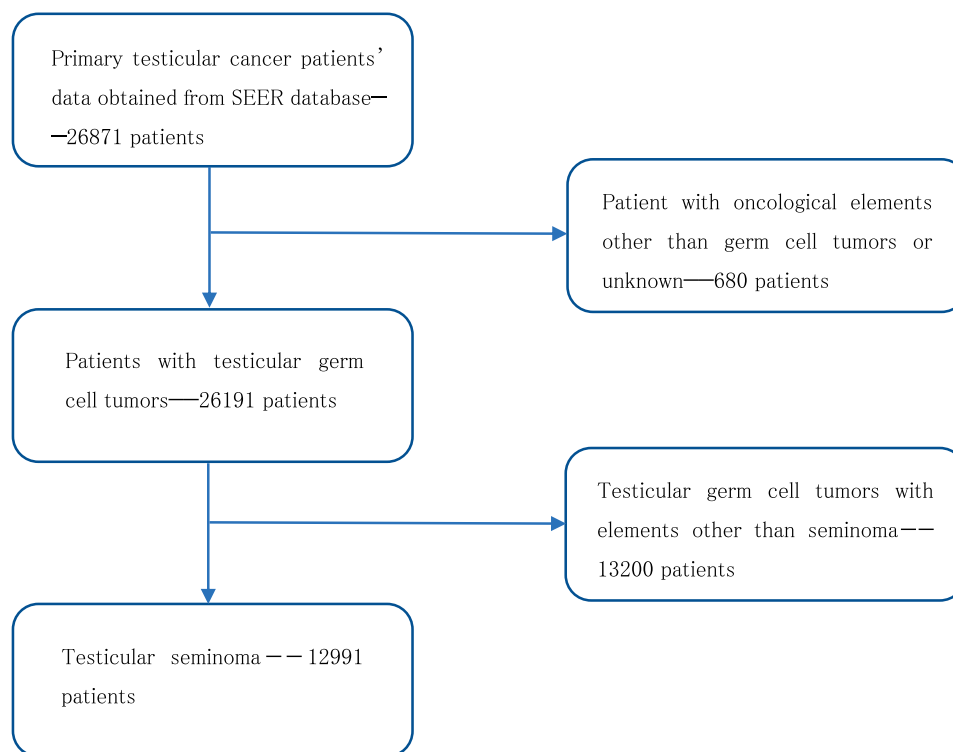 Primary testicular cancer patients’
data obtained from SEER database—
—26871 patients
Patient with oncological elements
other than germ cell tumors or
unknown——680 patients
Patients with testicular germ
cell tumors——26191 patients
Testicular germ cell tumors with
elements other than seminoma——
13200 patients
Testicular seminoma——12991
patients